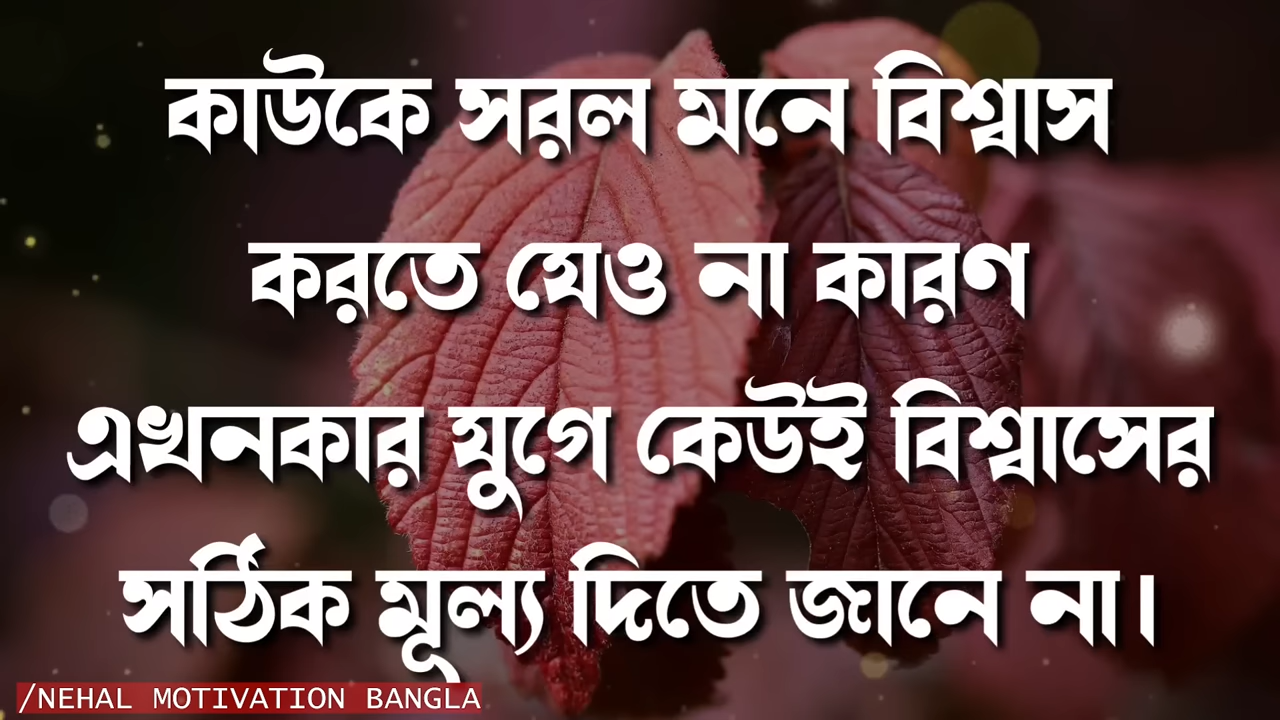 কাউকে সরল মনে বিশ্বাস
করতে যেও না কারণ
এখনকার যুগে কেউই বিশ্বাসের
সঠিক মূল্য দিতে জানে না।
/NEHAL MOTIVATION BANGLA